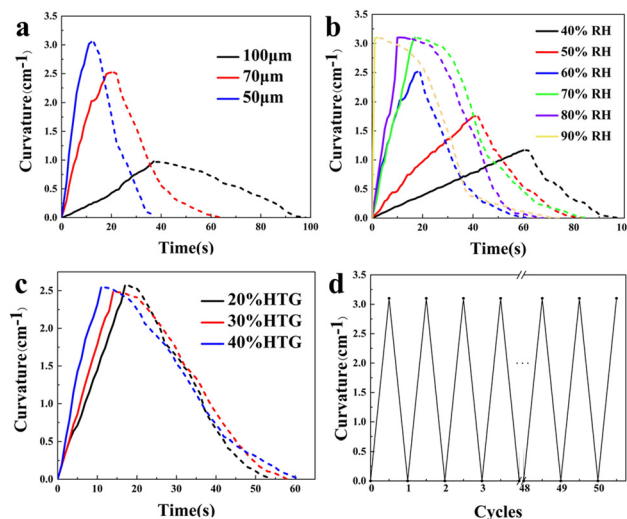 a
Curvature(cm-1)
3.5
3.0
2.5
2.0
1.5
1.0
0.5
0.0
100μm
70μm
50μm
0 20 40 60 80 100
Time(s)
b
Curvature(cm-1)
3.5
3.0
2.5
2.0
1.5
1.0
0.5
0.0
40% RH
50% RH
60% RH
70% RH
80% RH
90% RH
0 20 40 60 80 100
Time(s)
c
Curvature(cm-1)
2.5
2.0
1.5
1.0
0.5
0.0
20%HTG
30%HTG
40%HTG
0 10 20 30 40 50 60
Time(s)
d
Curvature(cm-1)
3.5
3.0
2.5
2.0
1.5
1.0
0.5
0.0
...
0 1 2 3 48 49 50
Cycles